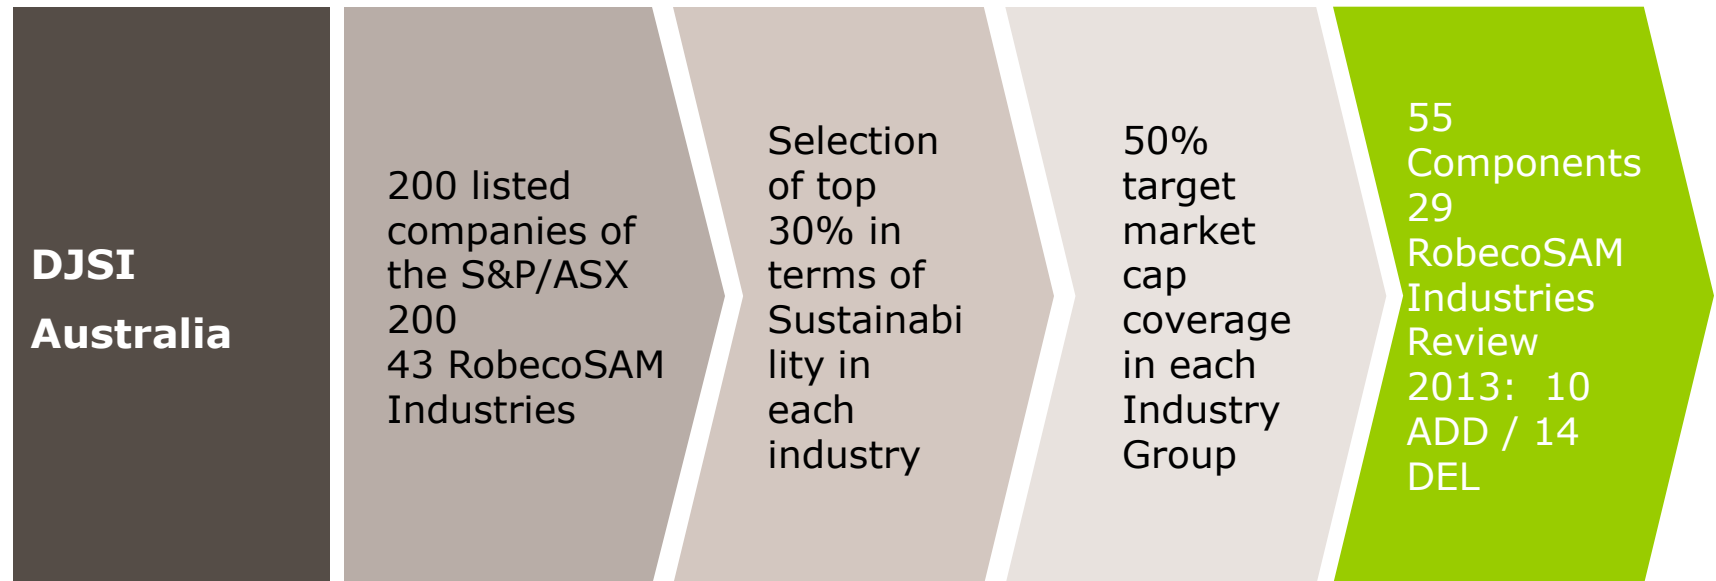 DJSI
Australia
200 listed
companies of
the S&P/ASX
200
43 RobecoSAM
Industries
Selection
of top
30% in
terms of
Sustainabi
lity in
each
industry
50%
target
market
cap
coverage
in each
Industry
Group
55
Components
29
RobecoSAM
Industries
Review
2013:  10
ADD / 14
DEL